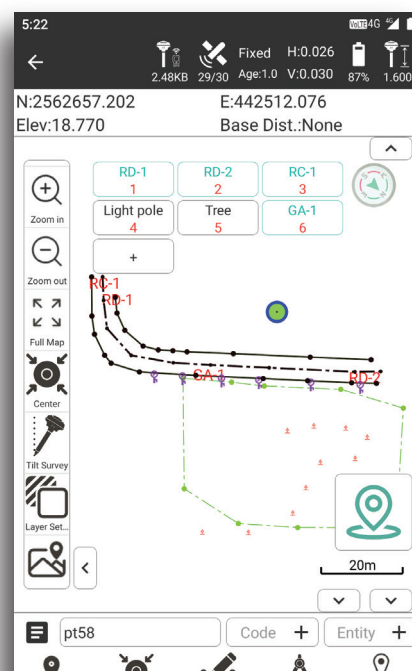 5:22
VoLTE 4G 4G
Fixed H:0.026
2.48KB 29/30 Age:1.0 V:0.030 87% 1.600
N:2562657.202 E:442512.076
Elev:18.770 Base Dist.:None
RD-1 RD-2 RC-1
1 2 3
Light pole Tree GA-1
4 5 6
+
Zoom in
Zoom out
Full Map
Center
Tilt Survey
Layer Set...
RC-1
RD-1
GA-1 RD-2
20m
pt58 Code + Entity +